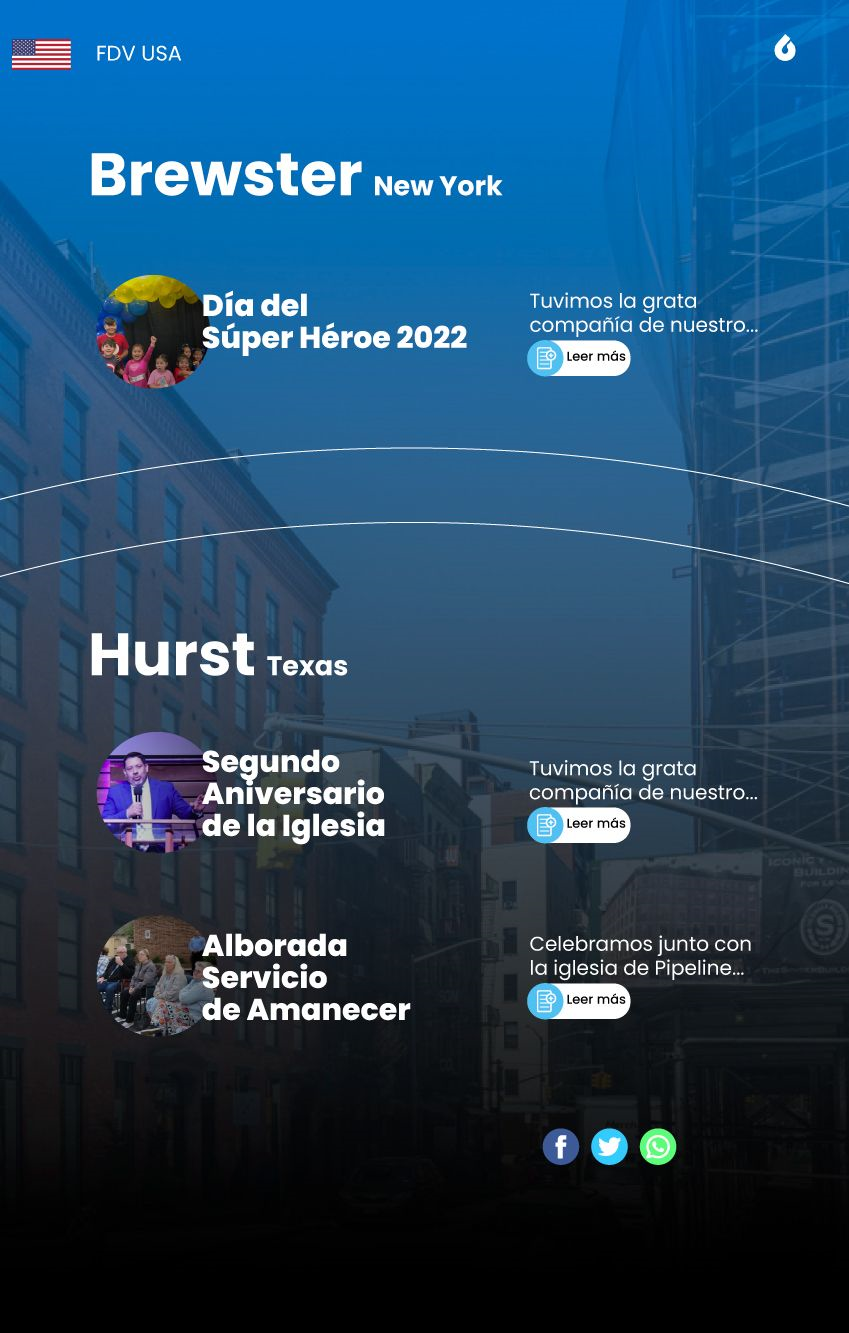 FDV USA
Brewster New York
Día del
Súper Héroe 2022
Tuvimos la grata
compañía de nuestro...
Leer más
Hurst Texas
Segundo
Aniversario
de la Iglesia
Tuvimos la grata
compañía de nuestro...
Leer más
ICONIC
BUILDIN
Alborada
Servicio
de Amanecer
Celebramos junto con
la iglesia de Pipeline...
Leer más